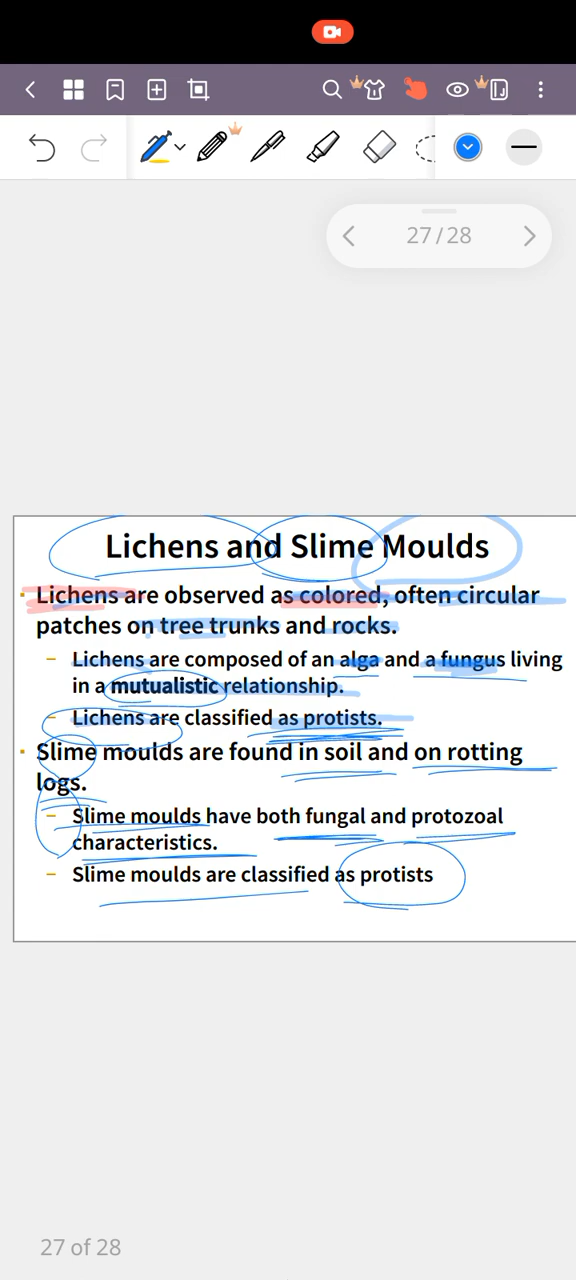 27 / 28
Lichens and Slime Moulds
▪ Lichens are observed as colored, often circular
patches on tree trunks and rocks.
– Lichens are composed of an alga and a fungus living
in a mutualistic relationship.
– Lichens are classified as protists.
▪ Slime moulds are found in soil and on rotting
logs.
– Slime moulds have both fungal and protozoal
characteristics.
– Slime moulds are classified as protists
27 of 28